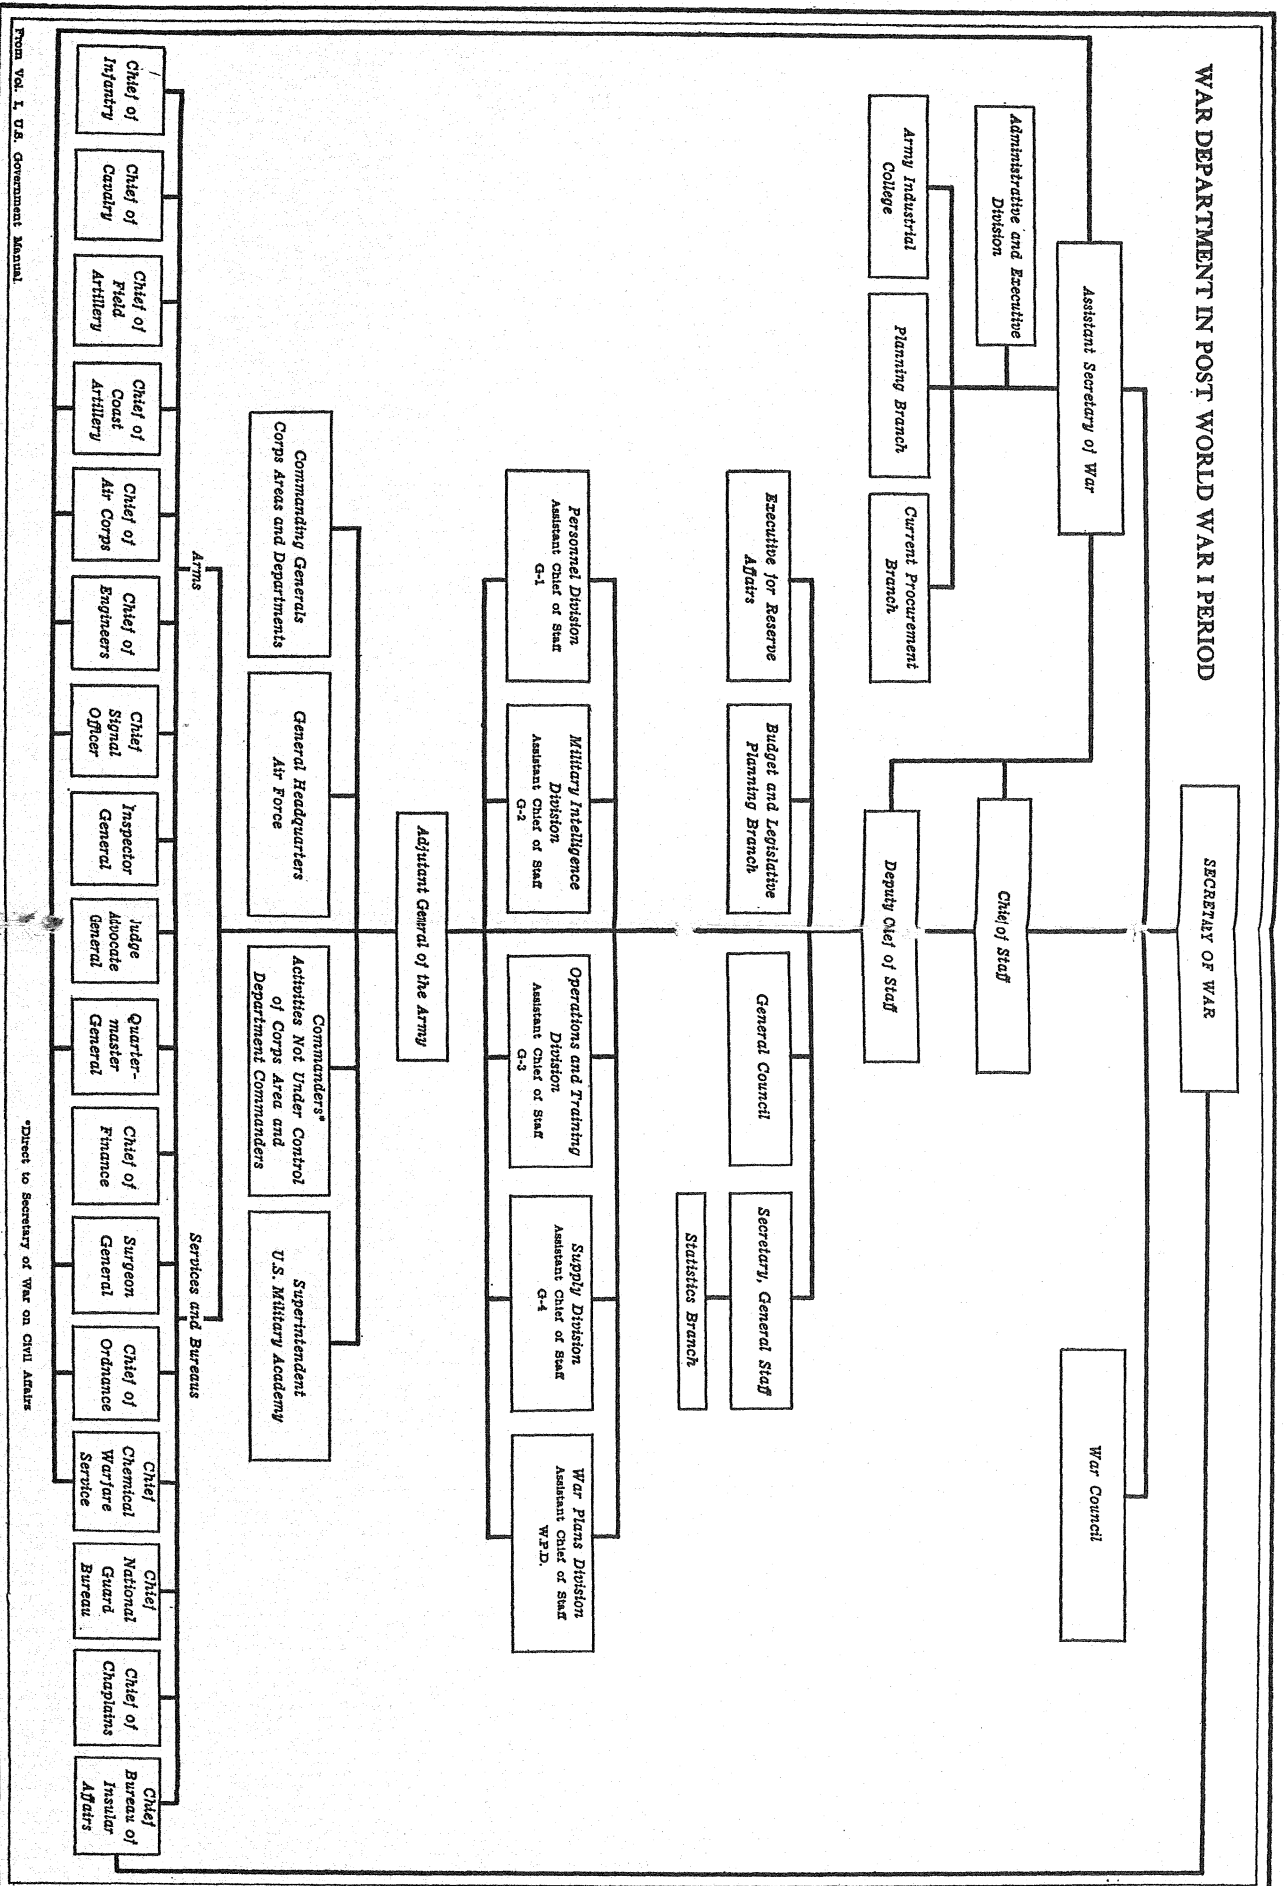 WAR DEPARTMENT IN POST WORLD WAR I PERIOD
SECRETARY OF WAR
Assistant Secretary of War
War Council
Administrative and Executive
Division
Chief of Staff
Army Industrial
College
Planning Branch
Current Procurement
Branch
Deputy Chief of Staff
Executive for Reserve
Affairs
Budget and Legislative
Planning Branch
General Council
Secretary, General Staff
Statistics Branch
Personnel Division
Assistant Chief of Staff
G-1
Military Intelligence
Division
Assistant Chief of Staff
G-2
Operations and Training
Division
Assistant Chief of Staff
G-3
Supply Division
Assistant Chief of Staff
G-4
War Plans Division
Assistant Chief of Staff
W.P.D.
Adjutant General of the Army
Commanding Generals
Corps Areas and Departments
General Headquarters
Air Force
Commanders*
Activities Not Under Control
of Corps Area and
Department Commanders
Superintendent
U.S. Military Academy
Arms
Services and Bureaus
Chief of
Infantry
Chief of
Cavalry
Chief of
Field
Artillery
Chief of
Coast
Artillery
Chief of
Air Corps
Chief of
Engineers
Chief
Signal
Officer
Inspector
General
Judge
Advocate
General
Quarter-
master
General
Chief of
Finance
Surgeon
General
Chief of
Ordnance
Chief
Chemical
Warfare
Service
Chief
National
Guard
Bureau
Chief of
Chaplains
Chief
Bureau of
Insular
Affairs
*Direct to Secretary of War on Civil Affairs
From Vol. I, U.S. Government Manual